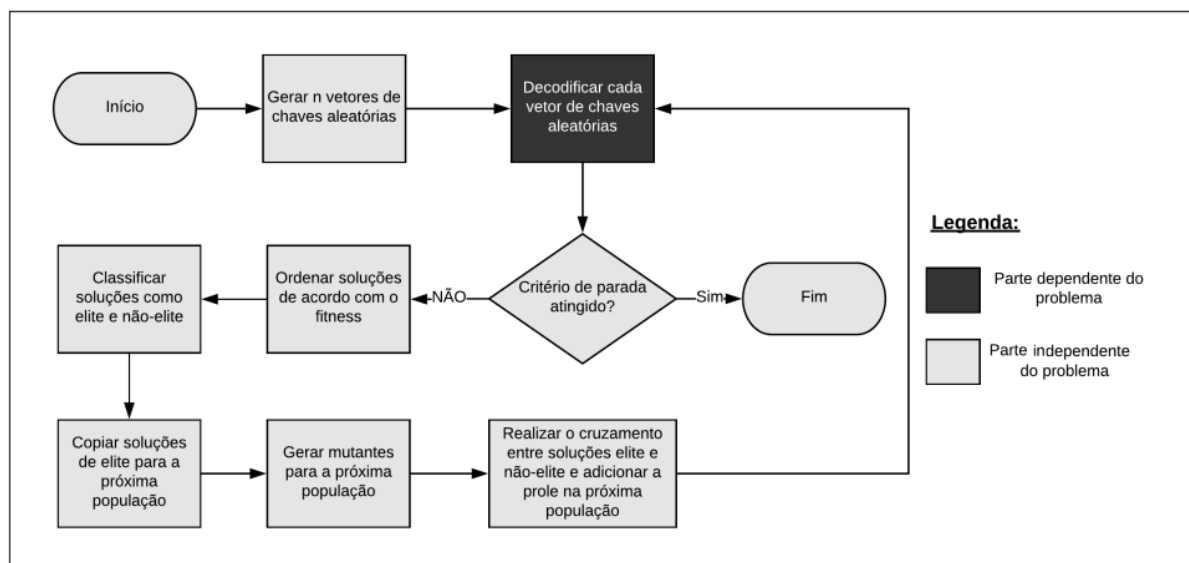 Início
Gerar n vetores de
chaves aleatórias
Decodificar cada
vetor de chaves
aleatórias
Legenda:
Parte dependente do
problema
Parte independente
do problema
Classificar
soluções como
elite e não-elite
Ordenar soluções
de acordo com o
fitness
NÃO
Critério de parada
atingido?
Sim
Fim
Copiar soluções
de elite para a
próxima
população
Gerar mutantes
para a próxima
população
Realizar o cruzamento
entre soluções elite e
não-elite e adicionar a
prole na próxima
população